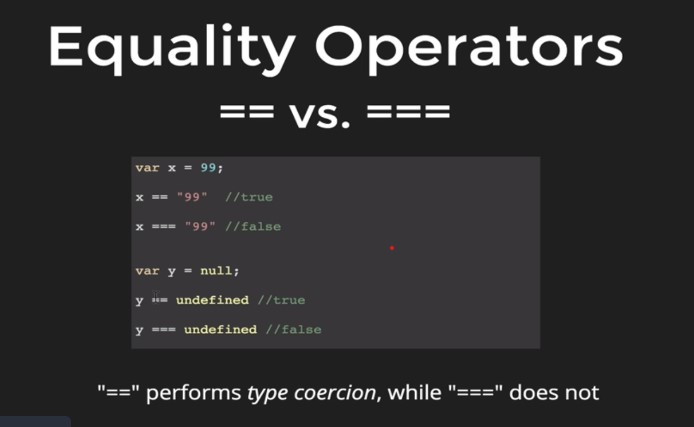 Equality Operators
== vs. ===
var x = 99;
x == "99" //true
x === "99" //false
var y = null;
y == undefined //true
y === undefined //false
"==" performs type coercion, while "===" does not